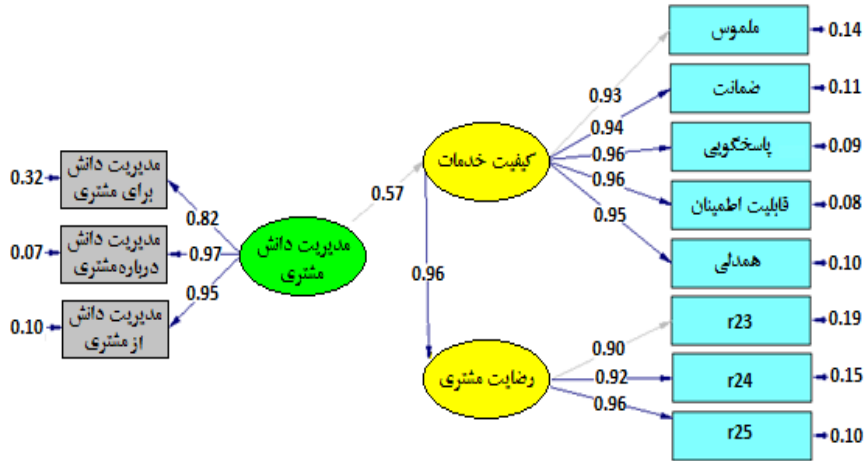 ملموس
0.14
0.93
ضمانت
0.11
0.94
پاسخگویی
0.09
0.96
قابلیت اطمینان
0.08
0.96
همدلی
0.10
0.95
کیفیت خدمات
0.57
0.32
مدیریت دانش
برای مشتری
0.82
0.07
مدیریت دانش
درباره مشتری
0.97
0.10
مدیریت دانش
از مشتری
0.95
مدیریت دانش
مشتری
0.96
رضایت مشتری
r23
0.19
0.90
r24
0.15
0.92
r25
0.10
0.96